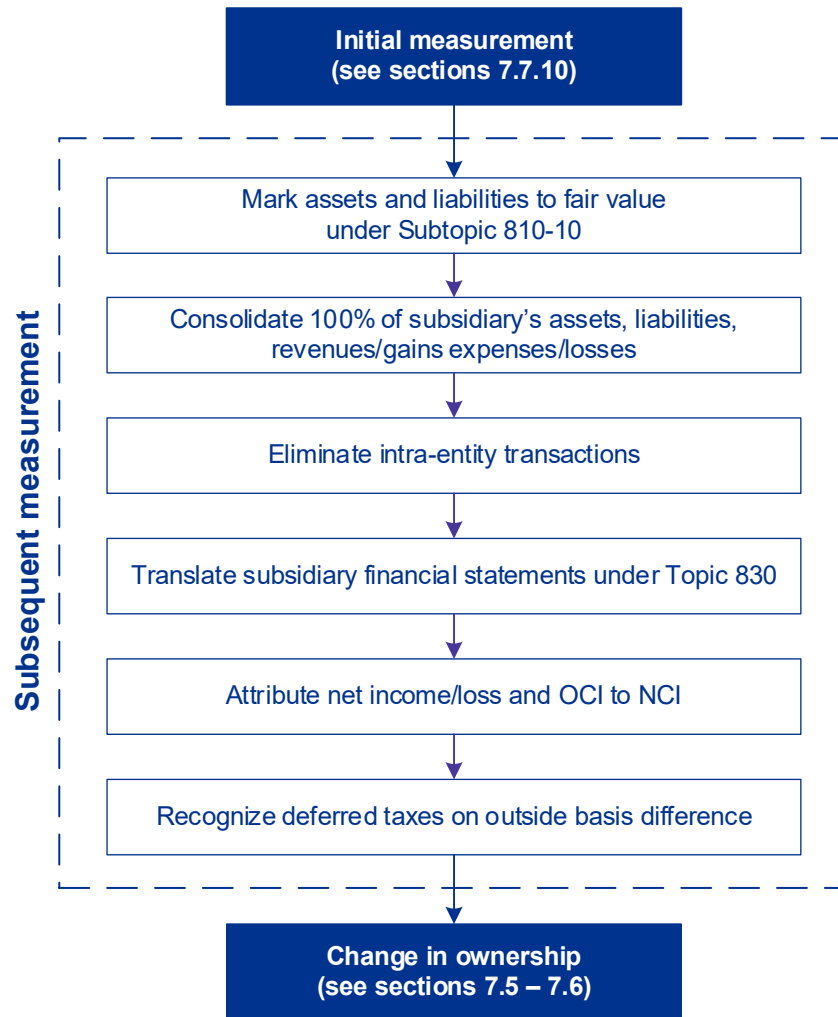 Initial measurement
(see sections 7.7.10)
Subsequent measurement
Mark assets and liabilities to fair value
under Subtopic 810-10
Consolidate 100% of subsidiary's assets, liabilities,
revenues/gains expenses/losses
Eliminate intra-entity transactions
Translate subsidiary financial statements under Topic 830
Attribute net income/loss and OCI to NCI
Recognize deferred taxes on outside basis difference
Change in ownership
(see sections 7.5 – 7.6)